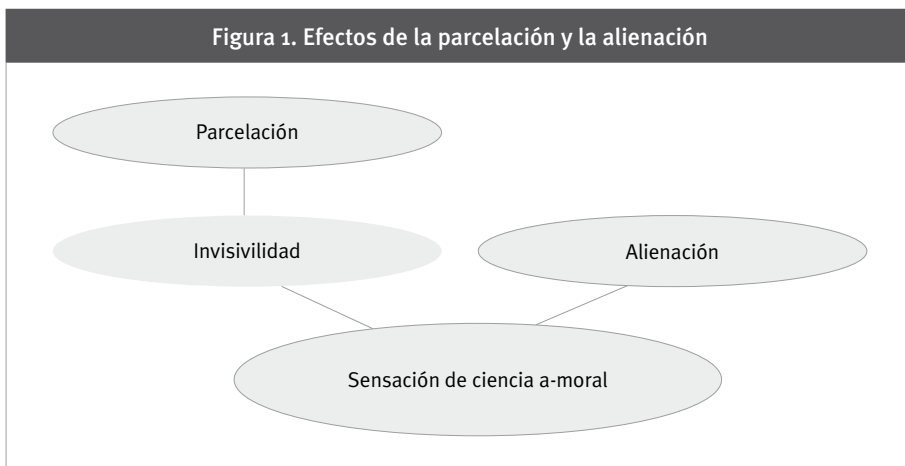 Figura 1. Efectos de la parcelación y la alienación
Parcelación
Invisivilidad
Alienación
Sensación de ciencia a-moral